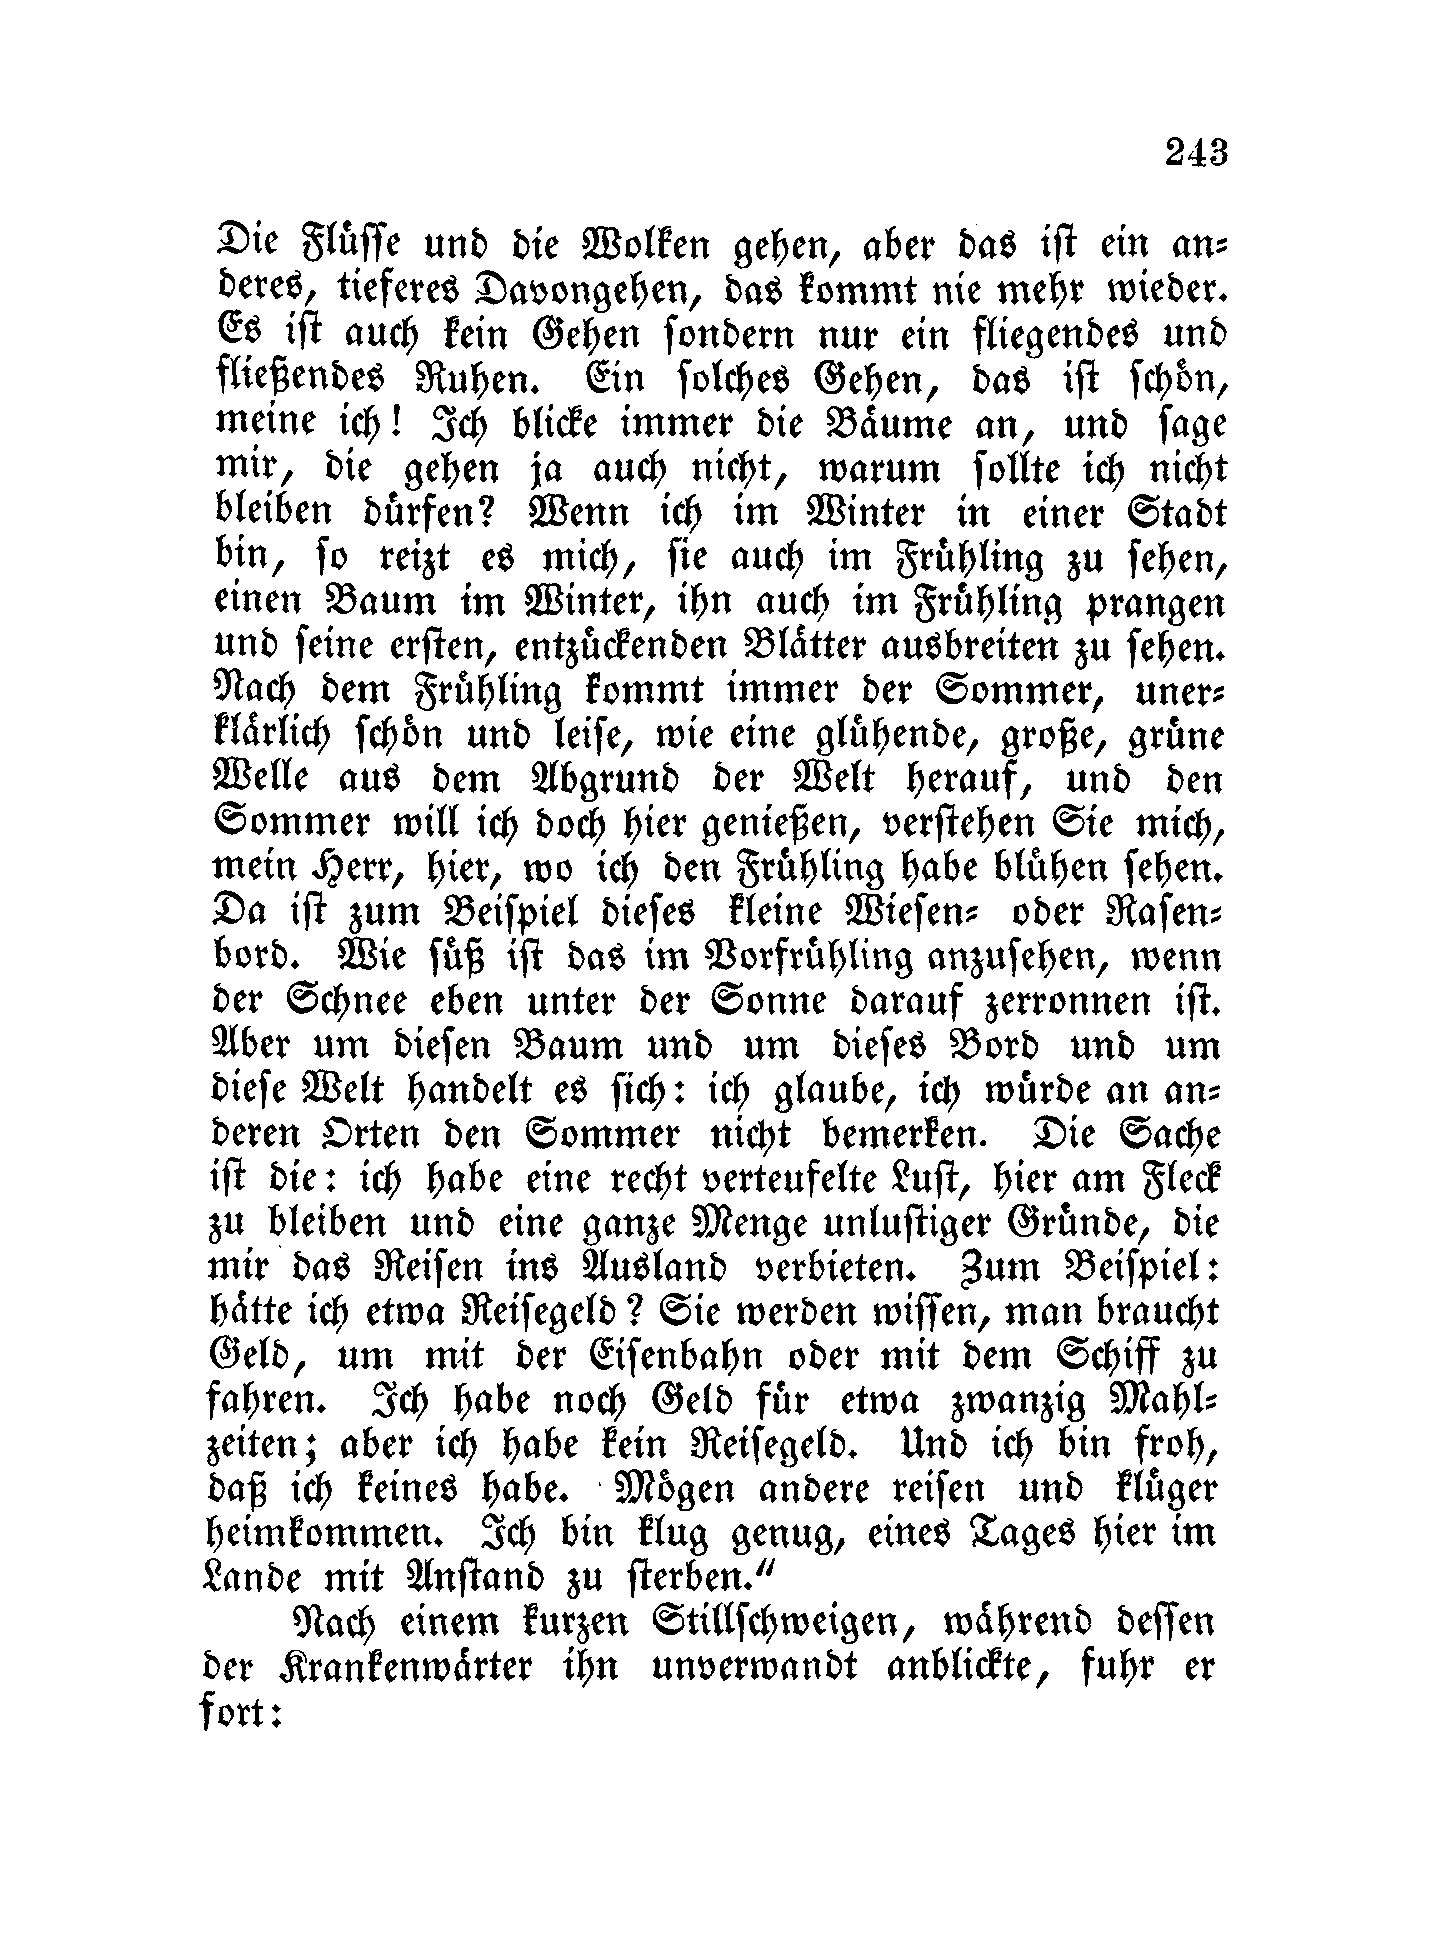 243
Die Flüsse und die Wolken gehen, aber das ist ein an-
deres, tieferes Davongehen, das kommt nie mehr wieder.
Es ist auch kein Gehen sondern nur ein fliegendes und
fließendes Ruhen. Ein solches Gehen, das ist schön,
meine ich! Ich blicke immer die Bäume an, und sage
mir, die gehen ja auch nicht, warum sollte ich nicht
bleiben dürfen? Wenn ich im Winter in einer Stadt
bin, so reizt es mich, sie auch im Frühling zu sehen,
einen Baum im Winter, ihn auch im Frühling prangen
und seine ersten, entzückenden Blätter ausbreiten zu sehen.
Nach dem Frühling kommt immer der Sommer, uner-
klärlich schön und leise, wie eine glühende, große, grüne
Welle aus dem Abgrund der Welt herauf, und den
Sommer will ich doch hier genießen, verstehen Sie mich,
mein Herr, hier, wo ich den Frühling habe blühen sehen.
Da ist zum Beispiel dieses kleine Wiesen- oder Rasen-
bord. Wie süß ist das im Vorfrühling anzusehen, wenn
der Schnee eben unter der Sonne darauf zerronnen ist.
Aber um diesen Baum und um dieses Bord und um
diese Welt handelt es sich: ich glaube, ich würde an an-
deren Orten den Sommer nicht bemerken. Die Sache
ist die: ich habe eine recht verteufelte Lust, hier am Fleck
zu bleiben und eine ganze Menge unlustiger Gründe, die
mir das Reisen ins Ausland verbieten. Zum Beispiel:
hätte ich etwa Reisegeld? Sie werden wissen, man braucht
Geld, um mit der Eisenbahn oder mit dem Schiff zu
fahren. Ich habe noch Geld für etwa zwanzig Mahl-
zeiten; aber ich habe kein Reisegeld. Und ich bin froh,
daß ich keines habe. Mögen andere reisen und klüger
heimkommen. Ich bin klug genug, eines Tages hier im
Lande mit Anstand zu sterben."
Nach einem kurzen Stillschweigen, während dessen
der Krankenwärter ihn unverwandt anblickte, fuhr er
fort: